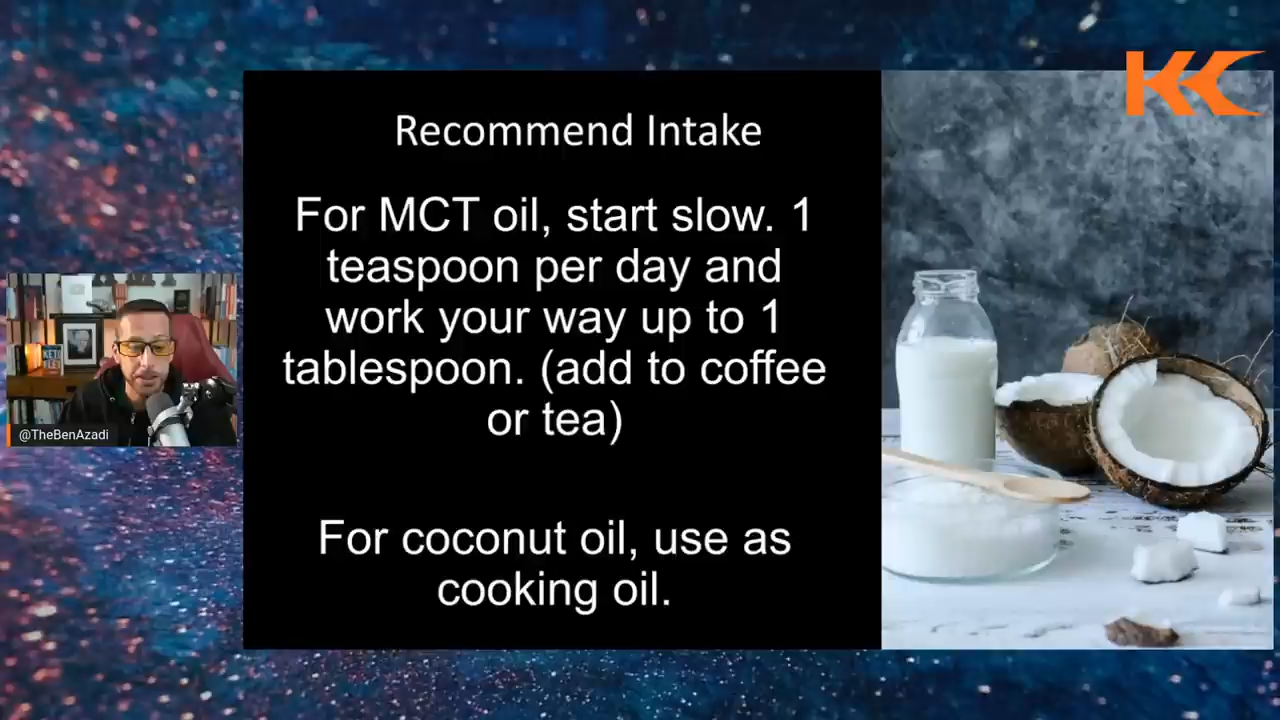 Recommend Intake
For MCT oil, start slow. 1
teaspoon per day and
work your way up to 1
tablespoon. (add to coffee
or tea)
For coconut oil, use as
cooking oil.
@TheBenAzadi
KETO
KK